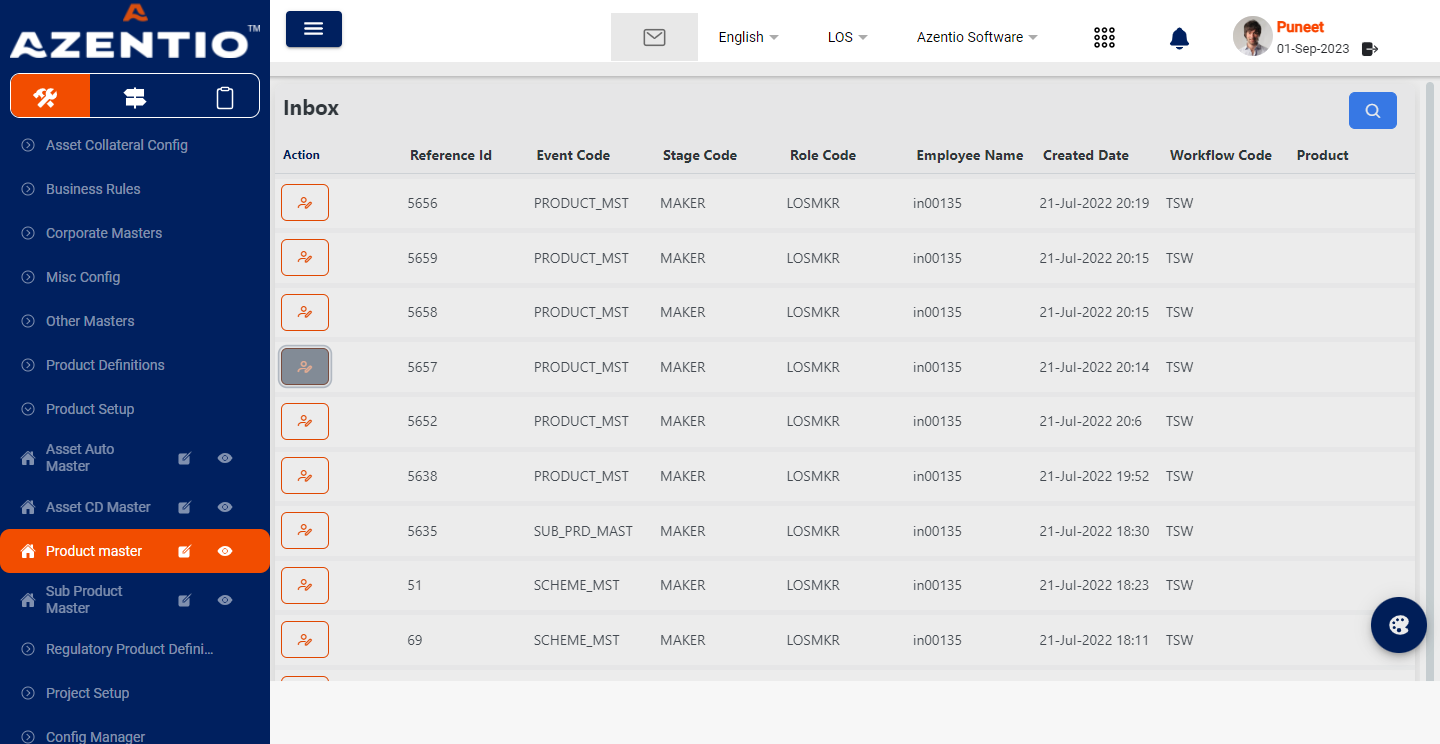 AZENTIO™
English
LOS
Azentio Software
Puneet
01-Sep-2023
Asset Collateral Config
Business Rules
Corporate Masters
Misc Config
Other Masters
Product Definitions
Product Setup
Asset Auto
Master
Asset CD Master
Product master
Sub Product
Master
Regulatory Product Defini...
Project Setup
Config Manager
Inbox
Action Reference Id Event Code Stage Code Role Code Employee Name Created Date Workflow Code Product
5656 PRODUCT_MST MAKER LOSMKR in00135 21-Jul-2022 20:19 TSW
5659 PRODUCT_MST MAKER LOSMKR in00135 21-Jul-2022 20:15 TSW
5658 PRODUCT_MST MAKER LOSMKR in00135 21-Jul-2022 20:15 TSW
5657 PRODUCT_MST MAKER LOSMKR in00135 21-Jul-2022 20:14 TSW
5652 PRODUCT_MST MAKER LOSMKR in00135 21-Jul-2022 20:6 TSW
5638 PRODUCT_MST MAKER LOSMKR in00135 21-Jul-2022 19:52 TSW
5635 SUB_PRD_MAST MAKER LOSMKR in00135 21-Jul-2022 18:30 TSW
51 SCHEME_MST MAKER LOSMKR in00135 21-Jul-2022 18:23 TSW
69 SCHEME_MST MAKER LOSMKR in00135 21-Jul-2022 18:11 TSW